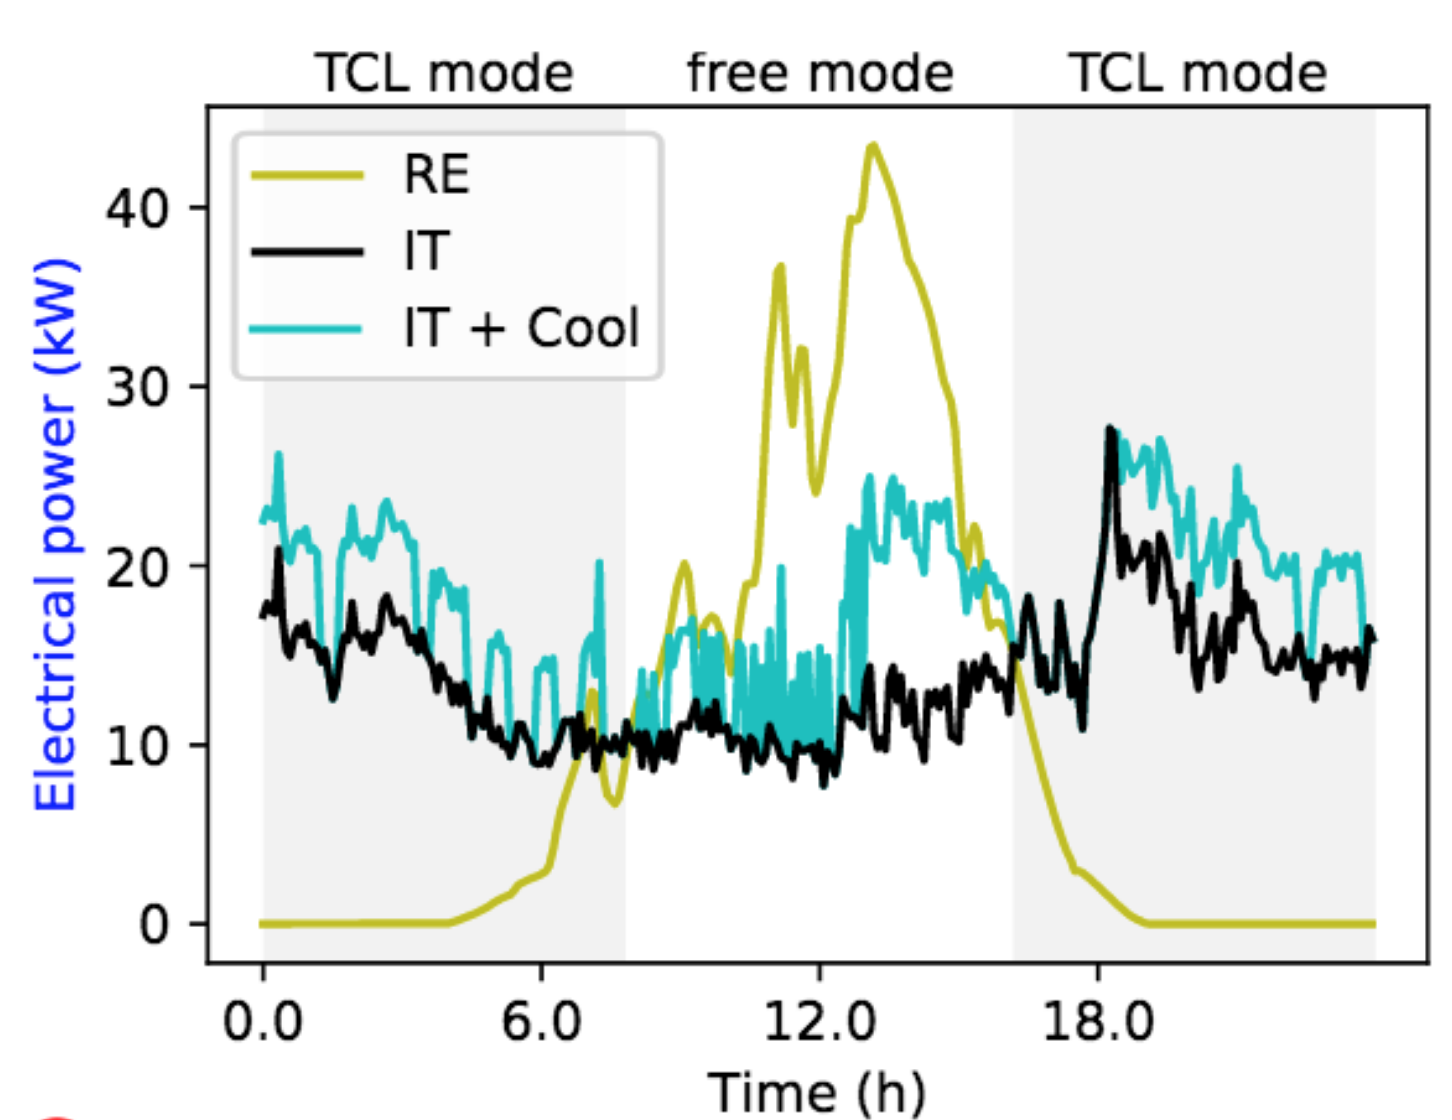 TCL mode free mode TCL mode
RE
IT
IT + Cool
Electrical power (kW)
40
30
20
10
0
0.0 6.0 12.0 18.0
Time (h)